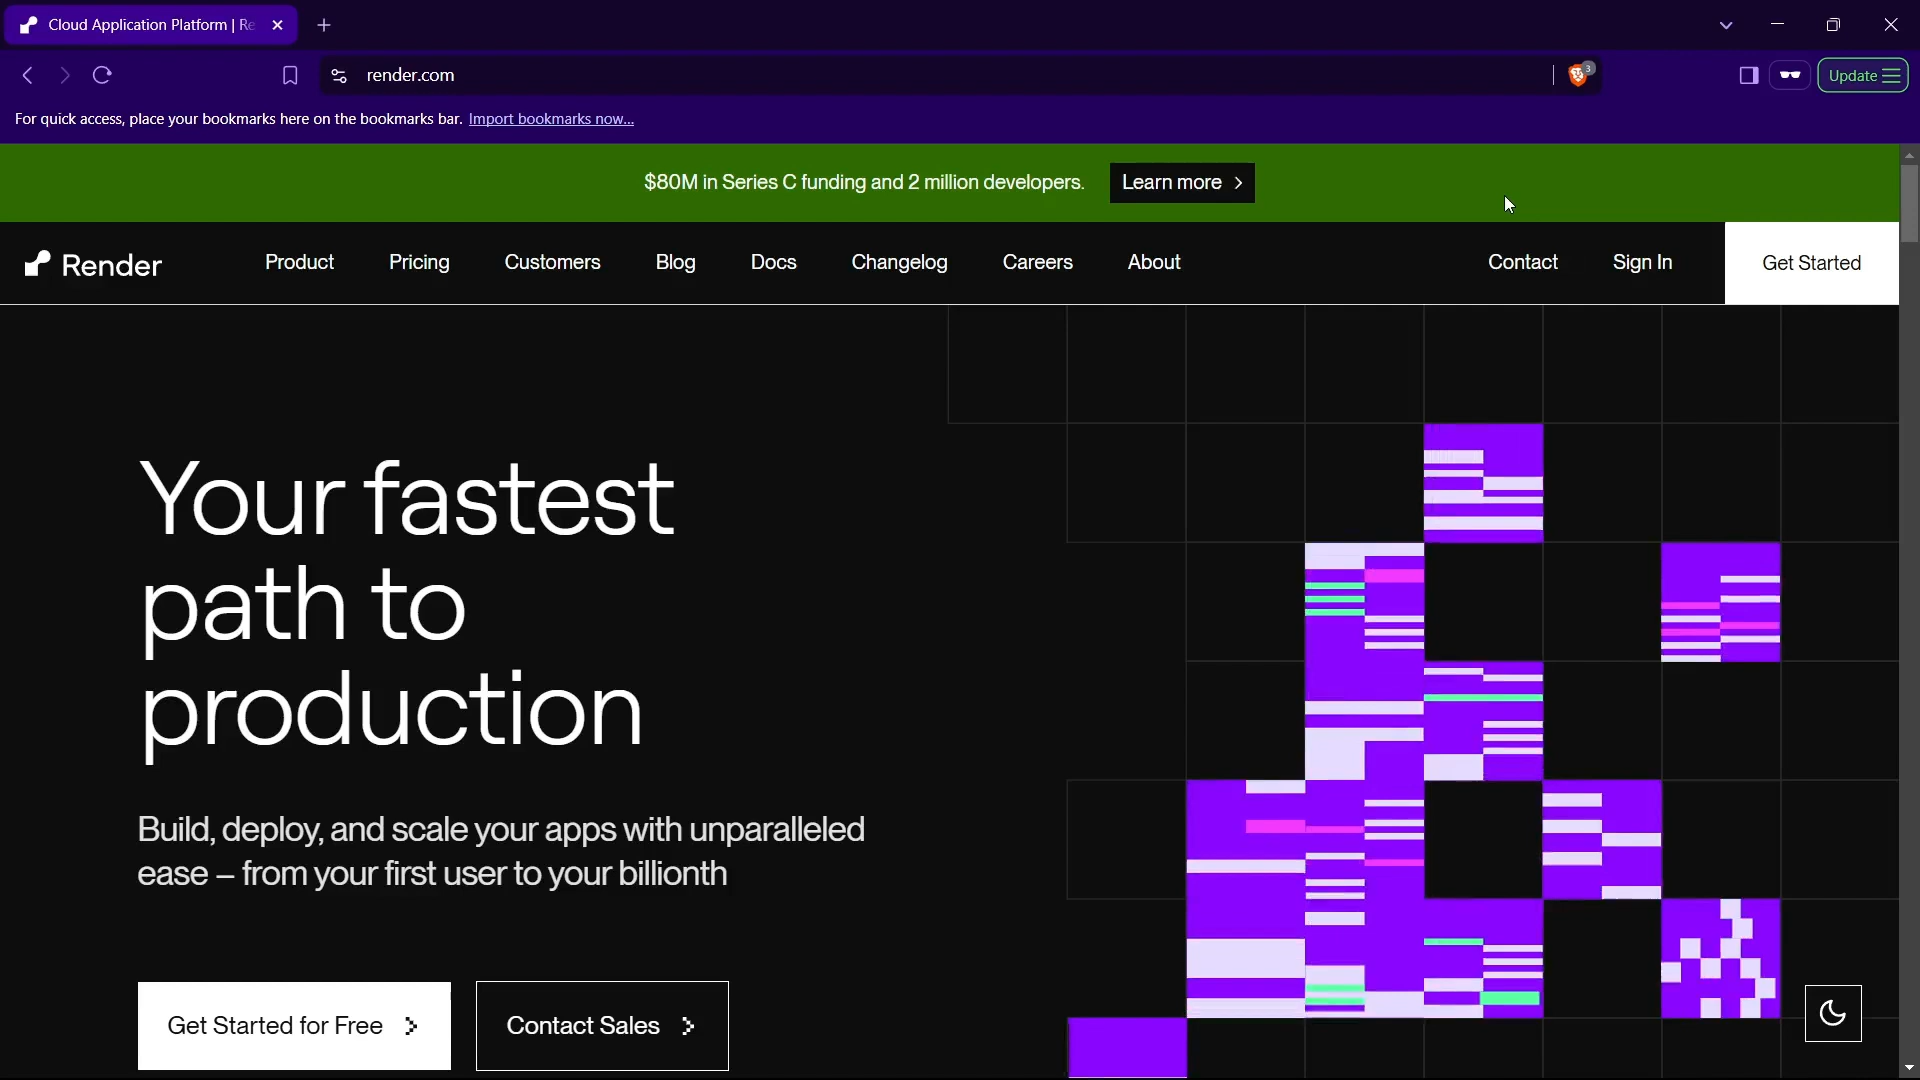 Cloud Application Platform | Re
render.com
3
Update
For quick access, place your bookmarks here on the bookmarks bar. Import bookmarks now...
$80M in Series C funding and 2 million developers. Learn more
Render Product Pricing Customers Blog Docs Changelog Careers About Contact Sign In Get Started
Your fastest
path to
production
Build, deploy, and scale your apps with unparalleled
ease – from your first user to your billionth
Get Started for Free Contact Sales